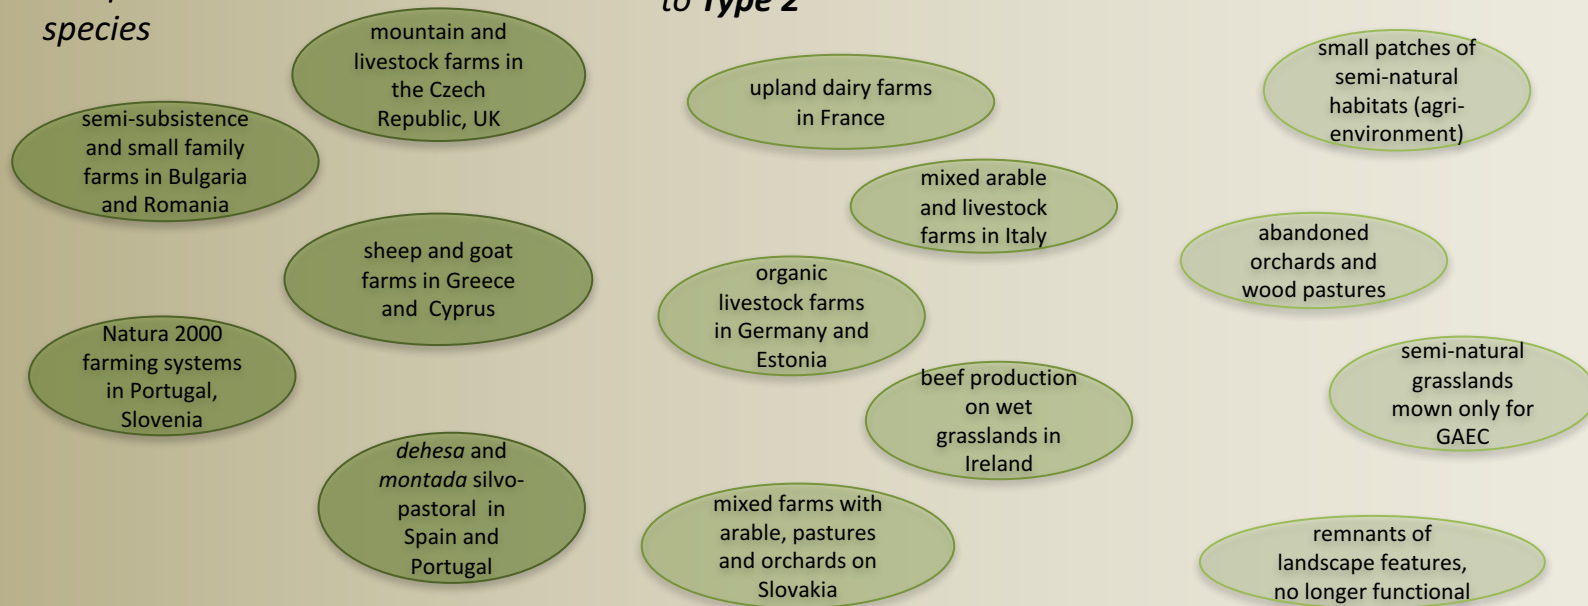 species
to Type 2
mountain and
livestock farms in
the Czech
Republic, UK
semi-subsistence
and small family
farms in Bulgaria
and Romania
sheep and goat
farms in Greece
and Cyprus
Natura 2000
farming systems
in Portugal,
Slovenia
dehesa and
montada silvo-
pastoral in
Spain and
Portugal
upland dairy farms
in France
mixed arable
and livestock
farms in Italy
organic
livestock farms
in Germany and
Estonia
beef production
on wet
grasslands in
Ireland
mixed farms with
arable, pastures
and orchards on
Slovakia
small patches of
semi-natural
habitats (agri-
environment)
abandoned
orchards and
wood pastures
semi-natural
grasslands
mown only for
GAEC
remnants of
landscape features,
no longer functional